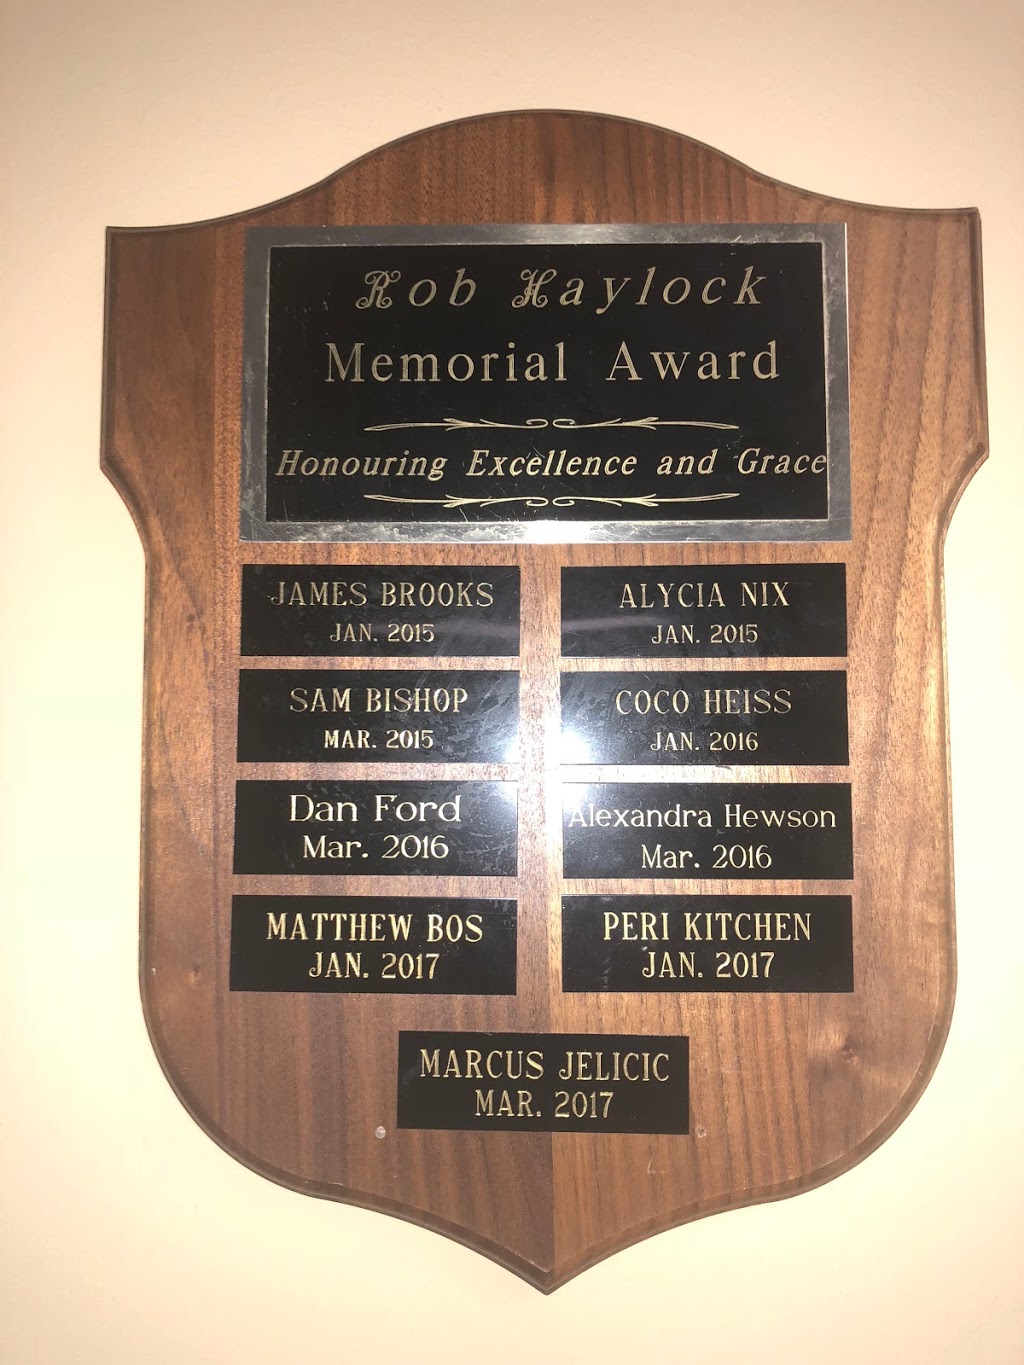 Rob Haylock
Memorial Award
Honouring Excellence and Grace
JAMES BROOKS
JAN. 2015
ALYCIA NIX
JAN. 2015
SAM BISHOP
MAR. 2015
COCO HEISS
JAN. 2016
Dan Ford
Mar. 2016
Alexandra Hewson
Mar. 2016
MATTHEW BOS
JAN. 2017
PERI KITCHEN
JAN. 2017
MARCUS JELICIC
MAR. 2017